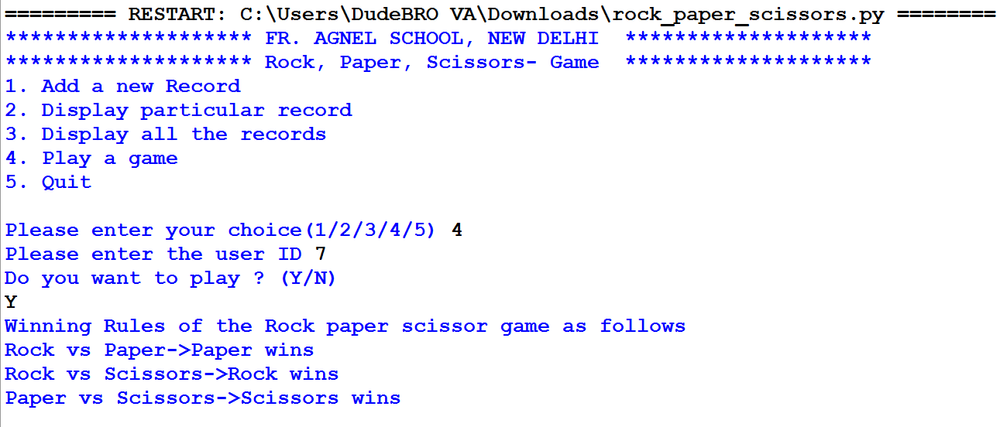 ========= RESTART: C:\Users\DudeBRO VA\Downloads\rock_paper_scissors.py ========
******************** FR. AGNEL SCHOOL, NEW DELHI  ********************
******************** Rock, Paper, Scissors- Game  ********************
1. Add a new Record
2. Display particular record
3. Display all the records
4. Play a game
5. Quit
Please enter your choice(1/2/3/4/5) 4
Please enter the user ID 7
Do you want to play ? (Y/N)
Y
Winning Rules of the Rock paper scissor game as follows
Rock vs Paper->Paper wins
Rock vs Scissors->Rock wins
Paper vs Scissors->Scissors wins